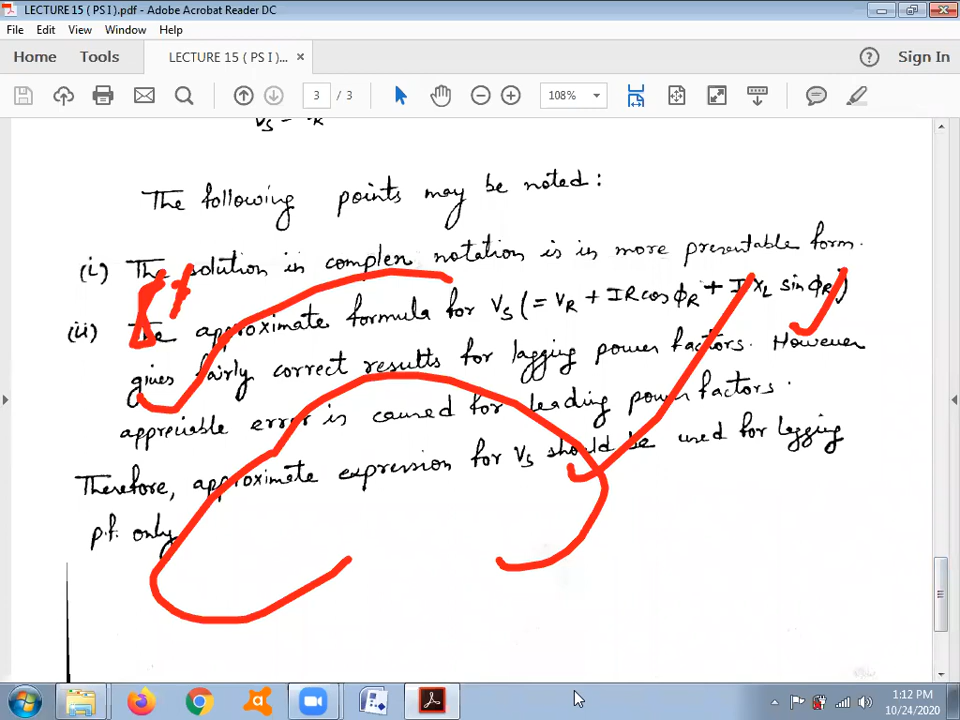 LECTURE 15 ( PS I ).pdf - Adobe Acrobat Reader DC
File Edit View Window Help
Home Tools LECTURE 15 ( PS I )... × Sign In
3 / 3 108%
The following points may be noted :
(i) The solution in complex notation is in more presentable form.
(ii) The approximate formula for VS (= VR + IR cos φR + I XL sin φR)
gives fairly correct results for lagging power factors. However
appreciable error is caused for leading power factors.
Therefore, approximate expression for VS should be used for lagging
p.f. only
1:12 PM
10/24/2020